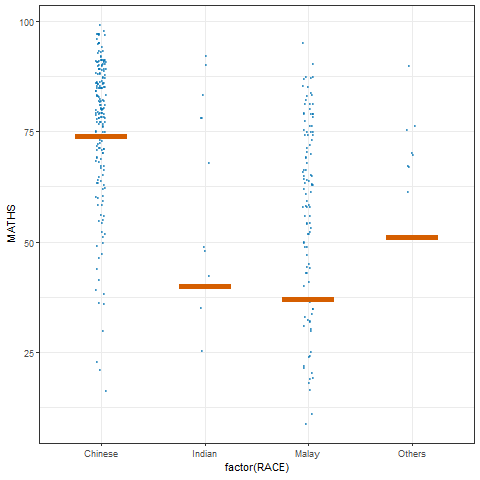 100
75
50
25
MATHS
Chinese
Indian
Malay
Others
factor(RACE)